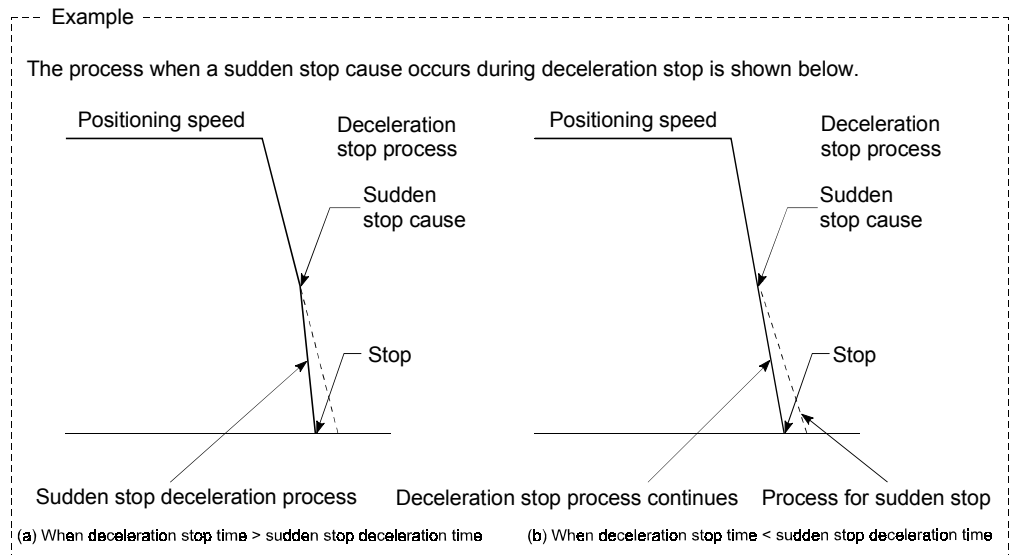 Example
The process when a sudden stop cause occurs during deceleration stop is shown below.
Positioning speed
Deceleration
stop process
Sudden
stop cause
Stop
Sudden stop deceleration process
(a) When deceleration stop time > sudden stop deceleration time
Positioning speed
Deceleration
stop process
Sudden
stop cause
Stop
Deceleration stop process continues
Process for sudden stop
(b) When deceleration stop time < sudden stop deceleration time